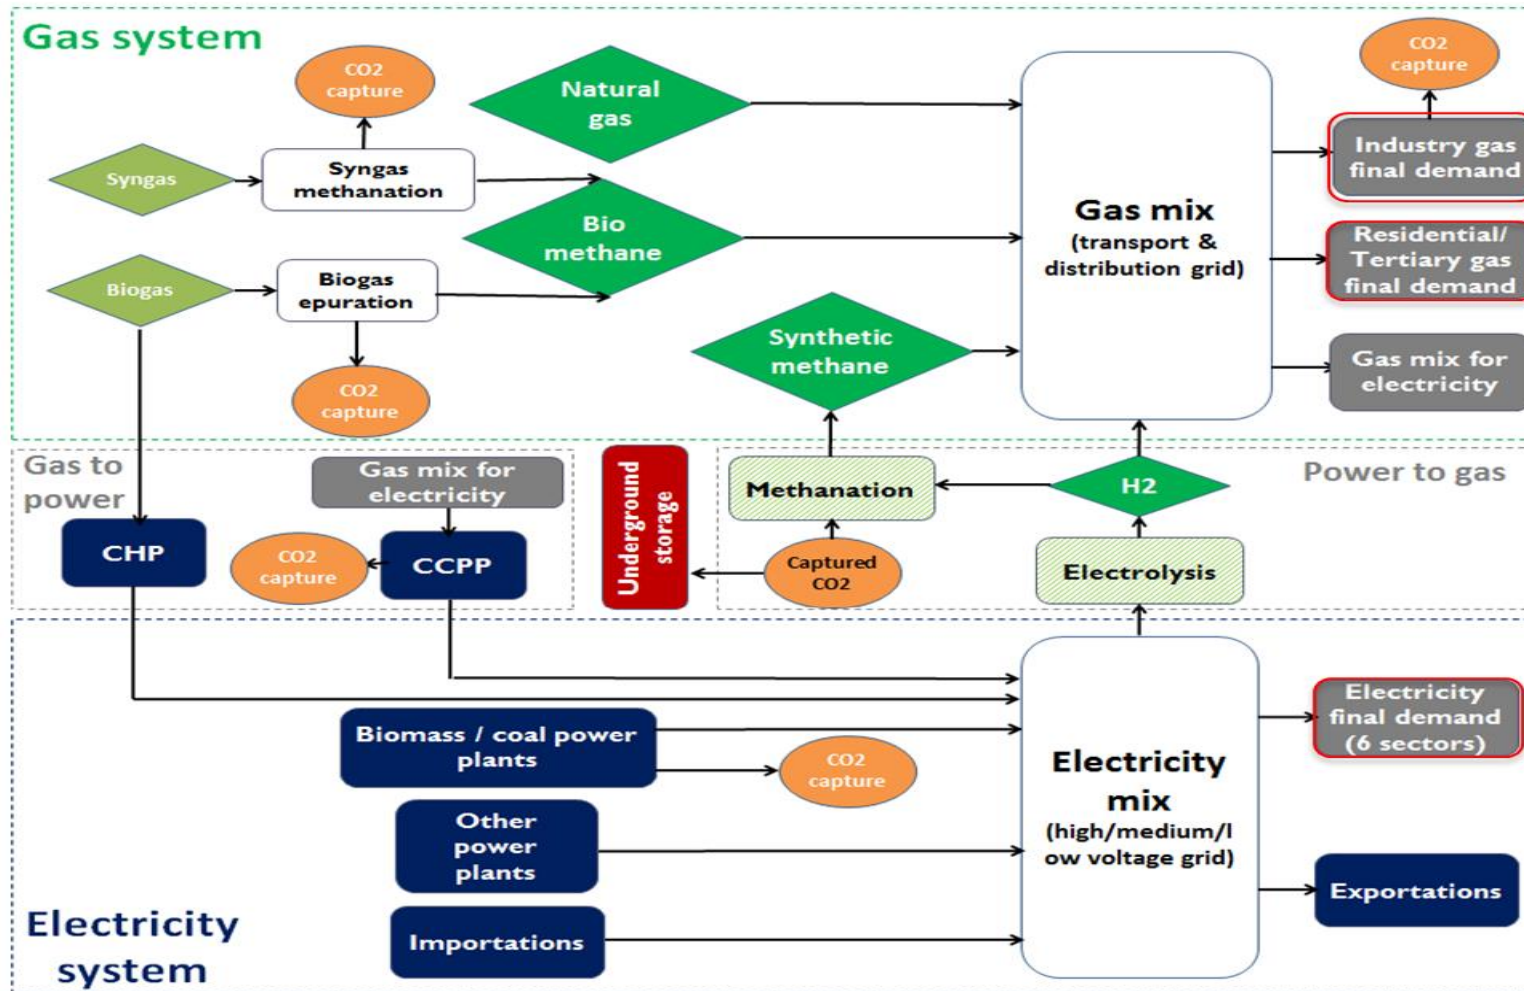 Gas system
CO2
capture
Natural
gas
CO2
capture
Syngas
Syngas
methanation
Industry gas
final demand
Bio
methane
Gas mix
(transport &
distribution grid)
Residential/
Tertiary gas
final demand
Biogas
Biogas
epuration
Synthetic
methane
Gas mix for
electricity
CO2
capture
Gas to
power
Gas mix for
electricity
Underground
storage
Methanation
H2
Power to gas
CHP
CO2
capture
CCPP
Captured
CO2
Electrolysis
Biomass / coal power
plants
CO2
capture
Electricity
mix
(high/medium/l
ow voltage grid)
Electricity
final demand
(6 sectors)
Other
power
plants
Exportations
Importations
Electricity
system